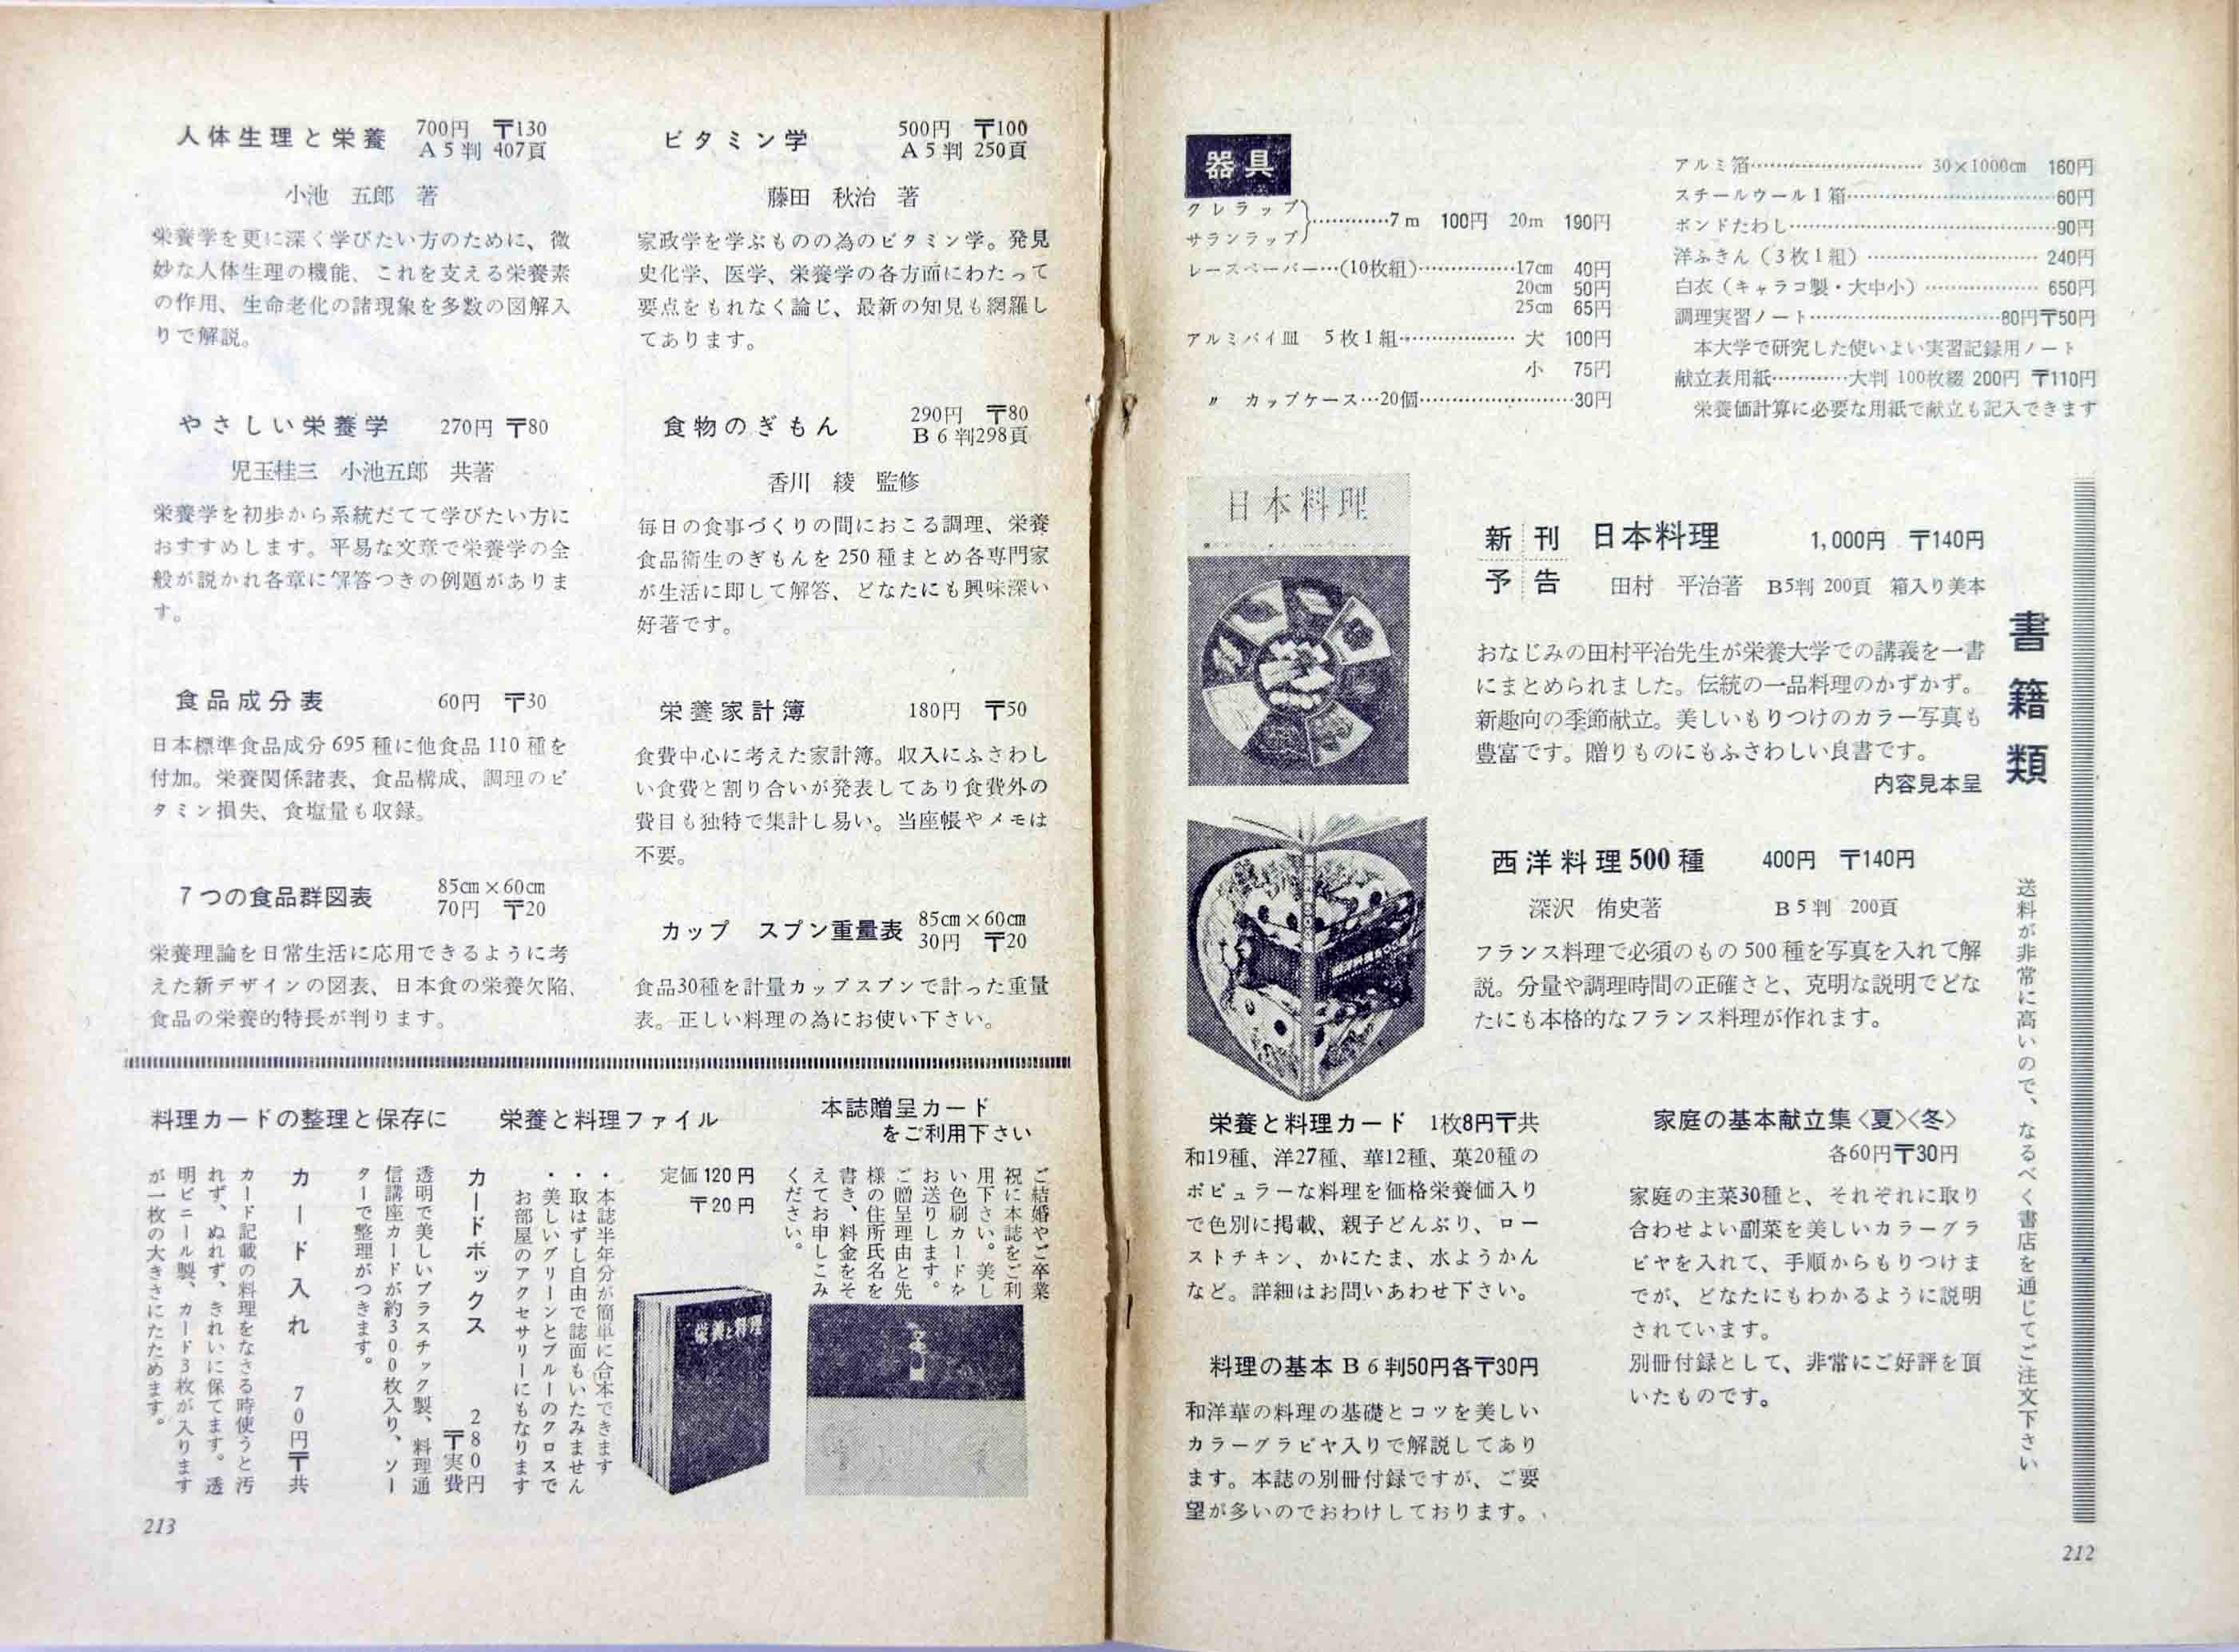 器具
クレラップ
サランラップ
}…………7m 100円 20m 190円
レースペーパー…(10枚組)……………17cm 40円
20cm 50円
25cm 65円
アルミパイ皿 5枚1組……………… 大 100円
小 75円
〃 カップケース…20個……………………30円
アルミ箔……………………… 30×1000cm 160円
スチールウール1箱……………………………60円
ボンドたわし……………………………………90円
洋ふきん(3枚1組)……………………… 240円
白衣(キャラコ製・大中小)……………… 650円
調理実習ノート…………………………80円〒50円
本大学で研究した使いよい実習記録用ノート
献立表用紙…………大判 100枚綴 200円 〒110円
栄養価計算に必要な用紙で献立も記入できます
書籍類
送料が非常に高いので、なるべく書店を通じてご注文下さい
日本料理
新刊
予告
日本料理 1,000円 〒140円
田村 平治著 B5判 200頁 箱入り美本
おなじみの田村平治先生が栄養大学での講義を一書
にまとめられました。伝統の一品料理のかずかず。
新趣向の季節献立。美しいもりつけのカラー写真も
豊富です。贈りものにもふさわしい良書です。
内容見本呈
西洋料理500種 400円 〒140円
深沢 侑史著 B5判 200頁
フランス料理で必須のもの500種を写真を入れて解
説。分量や調理時間の正確さと、克明な説明でどな
たにも本格的なフランス料理が作れます。
栄養と料理カード 1枚8円〒共
和19種、洋27種、華12種、菓20種の
ポピュラーな料理を価格栄養価入り
で色別に掲載、親子どんぶり、ロー
ストチキン、かにたま、水ようかん
など。詳細はお問いあわせ下さい。
料理の基本 B6判50円各〒30円
和洋華の料理の基礎とコツを美しい
カラーグラビヤ入りで解説してあり
ます。本誌の別冊付録ですが、ご要
望が多いのでおわけしております。
家庭の基本献立集〈夏〉〈冬〉
各60円〒30円
家庭の主菜30種と、それぞれに取り
合わせよい副菜を美しいカラーグラ
ビヤを入れて、手順からもりつけま
でが、どなたにもわかるように説明
されています。
別冊付録として、非常にご好評を頂
いたものです。
212
人体生理と栄養 700円 〒130
A5判 407頁
小池 五郎 著
栄養学を更に深く学びたい方のために、微
妙な人体生理の機能、これを支える栄養素
の作用、生命老化の諸現象を多数の図解入
りで解説。
ビタミン学 500円 〒100
A5判 250頁
藤田 秋治 著
家政学を学ぶものの為のビタミン学。発見
史化学、医学、栄養学の各方面にわたって
要点をもれなく論じ、最新の知見も網羅し
てあります。
やさしい栄養学 270円 〒80
児玉桂三 小池五郎 共著
栄養学を初歩から系統だてて学びたい方に
おすすめします。平易な文章で栄養学の全
般が説かれ各章に解答つきの例題がありま
す。
食物のぎもん 290円 〒80
B6判298頁
香川 綾 監修
毎日の食事づくりの間におこる調理、栄養
食品衛生のぎもんを250種まとめ各専門家
が生活に即して解答、どなたにも興味深い
好著です。
食品成分表 60円 〒30
日本標準食品成分695種に他食品110種を
付加。栄養関係諸表、食品構成、調理のビ
タミン損失、食塩量も収録。
栄養家計簿 180円 〒50
食費中心に考えた家計簿。収入にふさわし
い食費と割り合いが発表してあり食費外の
費目も独特で集計し易い。当座帳やメモは
不要。
7つの食品群図表 85cm×60cm
70円 〒20
栄養理論を日常生活に応用できるように考
えた新デザインの図表、日本食の栄養欠陥、
食品の栄養的特長が判ります。
カップ スプン重量表 85cm×60cm
30円 〒20
食品30種を計量カップスプンで計った重量
表。正しい料理の為にお使い下さい。
本誌贈呈カード
をご利用下さい
ご結婚やご卒業
祝に本誌をご利
用下さい。美し
い色刷カードを
お送りします。
ご贈呈理由と先
様の住所氏名を
書き、料金をそ
えてお申しこみ
ください。
栄養と料理ファイル
定価120円
〒20円
・本誌半年分が簡単に合本できます
・取はずし自由で誌面もいたみません
・美しいグリーンとブルーのクロスで
お部屋のアクセサリーにもなります
栄養と料理
料理カードの整理と保存に
カードボックス 280円
〒実費
透明で美しいプラスチック製、料理通
信講座カードが約300枚入り、ソー
ターで整理がつきます。
カード入れ 70円〒共
カード記載の料理をなさる時使うと汚
れず、ぬれず、きれいに保てます。透
明ビニール製、カード3枚が入ります
が一枚の大きさにたためます。
213